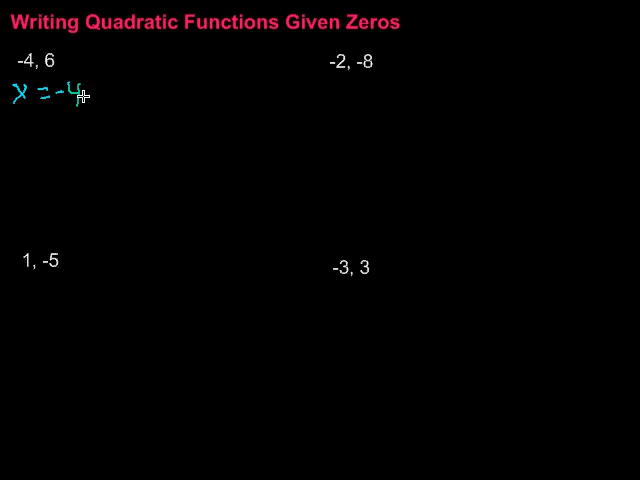 Writing Quadratic Functions Given Zeros
-4, 6
-2, -8
x = -4
1, -5
-3, 3